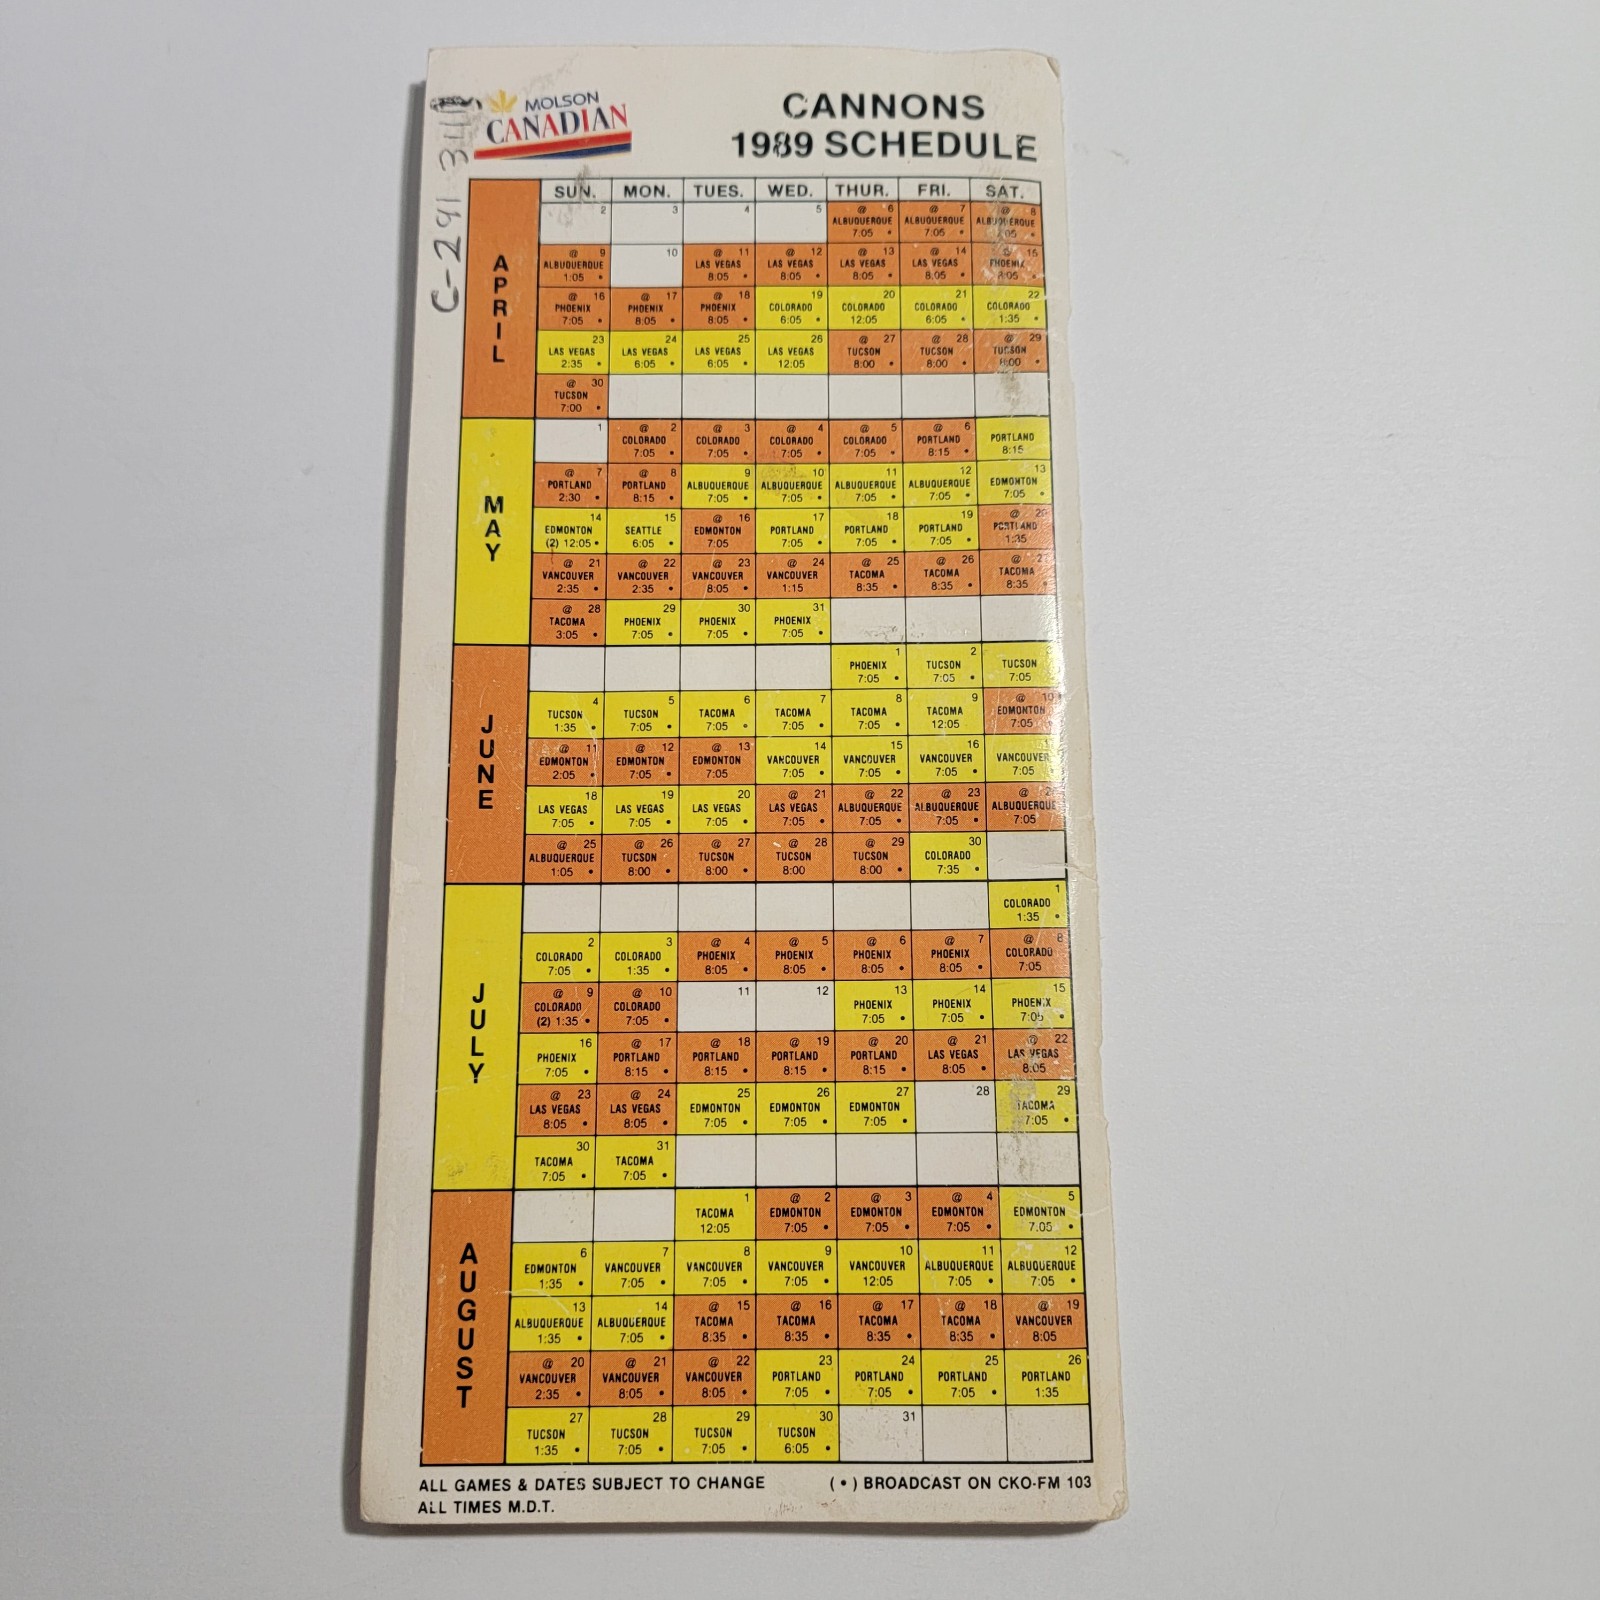 MOLSON
CANADIAN
CANNONS
1989 SCHEDULE
C-291
SUN. MON. TUES. WED. THUR. FRI. SAT.
APRIL
2 3 4 5 @ 6 @ 7 @ 8
ALBUQUERQUE ALBUQUERQUE ALBUQUERQUE
7:05 • 7:05 • 7:05 •
@ 9 10 @ 11 @ 12 @ 13 @ 14 @ 15
ALBUQUERQUE LAS VEGAS LAS VEGAS LAS VEGAS LAS VEGAS PHOENIX
1:05 • 8:05 • 8:05 • 8:05 • 8:05 • 8:05 •
@ 16 @ 17 @ 18 19 20 21 22
PHOENIX PHOENIX PHOENIX COLORADO COLORADO COLORADO COLORADO
7:05 • 8:05 • 8:05 • 6:05 • 12:05 6:05 • 1:35 •
23 24 25 26 @ 27 @ 28 @ 29
LAS VEGAS LAS VEGAS LAS VEGAS LAS VEGAS TUCSON TUCSON TUCSON
2:35 • 6:05 • 6:05 • 12:05 8:00 • 8:00 • 8:00 •
@ 30
TUCSON
7:00 •
MAY
1 @ 2 @ 3 @ 4 @ 5 @ 6
COLORADO COLORADO COLORADO COLORADO PORTLAND PORTLAND
7:05 • 7:05 • 7:05 • 7:05 • 8:15 • 8:15
@ 7 @ 8 9 10 11 12 13
PORTLAND PORTLAND ALBUQUERQUE ALBUQUERQUE ALBUQUERQUE ALBUQUERQUE EDMONTON
2:30 • 8:15 • 7:05 • 7:05 • 7:05 • 7:05 • 7:05 •
14 15 @ 16 17 18 19 @ 20
EDMONTON SEATTLE EDMONTON PORTLAND PORTLAND PORTLAND PORTLAND
(2) 12:05 • 6:05 • 7:05 7:05 • 7:05 • 7:05 • 1:35
@ 21 @ 22 @ 23 @ 24 @ 25 @ 26 @
VANCOUVER VANCOUVER VANCOUVER VANCOUVER TACOMA TACOMA TACOMA
2:35 • 2:35 • 8:05 • 1:15 8:35 • 8:35 • 8:35 •
@ 28 29 30 31
TACOMA PHOENIX PHOENIX PHOENIX
3:05 • 7:05 • 7:05 • 7:05 •
JUNE
1 2
PHOENIX TUCSON TUCSON
7:05 • 7:05 • 7:05
4 5 6 7 8 9 @ 10
TUCSON TUCSON TACOMA TACOMA TACOMA TACOMA EDMONTON
1:35 • 7:05 • 7:05 • 7:05 • 7:05 • 12:05 7:05 •
@ 11 @ 12 @ 13 14 15 16
EDMONTON EDMONTON EDMONTON VANCOUVER VANCOUVER VANCOUVER VANCOUVER
2:05 • 7:05 • 7:05 7:05 • 7:05 • 7:05 • 7:05 •
18 19 20 @ 21 @ 22 @ 23 @
LAS VEGAS LAS VEGAS LAS VEGAS LAS VEGAS ALBUQUERQUE ALBUQUERQUE ALBUQUERQUE
7:05 • 7:05 • 7:05 • 7:05 • 7:05 • 7:05 • 7:05
@ 25 @ 26 @ 27 @ 28 @ 29 30
ALBUQUERQUE TUCSON TUCSON TUCSON TUCSON COLORADO
1:05 • 8:00 • 8:00 • 8:00 8:00 • 7:35 •
JULY
1
COLORADO
1:35 •
2 3 @ 4 @ 5 @ 6 @ 7 @ 8
COLORADO COLORADO PHOENIX PHOENIX PHOENIX PHOENIX COLORADO
7:05 • 1:35 • 8:05 • 8:05 • 8:05 • 8:05 • 7:05
@ 9 @ 10 11 12 13 14 15
COLORADO COLORADO PHOENIX PHOENIX PHOENIX
(2) 1:35 • 7:05 • 7:05 • 7:05 • 7:05 •
16 @ 17 @ 18 @ 19 @ 20 @ 21 @ 22
PHOENIX PORTLAND PORTLAND PORTLAND PORTLAND LAS VEGAS LAS VEGAS
7:05 • 8:15 • 8:15 • 8:15 • 8:15 • 8:05 • 8:05
@ 23 @ 24 25 26 27 28 29
LAS VEGAS LAS VEGAS EDMONTON EDMONTON EDMONTON TACOMA
8:05 • 8:05 • 7:05 • 7:05 • 7:05 • 7:05 •
30 31
TACOMA TACOMA
7:05 • 7:05 •
AUGUST
1 @ 2 @ 3 @ 4 5
TACOMA EDMONTON EDMONTON EDMONTON EDMONTON
12:05 7:05 • 7:05 • 7:05 • 7:05 •
6 7 8 9 10 11 12
EDMONTON VANCOUVER VANCOUVER VANCOUVER VANCOUVER ALBUQUERQUE ALBUQUERQUE
1:35 • 7:05 • 7:05 • 7:05 • 12:05 7:05 • 7:05 •
13 14 @ 15 @ 16 @ 17 @ 18 @ 19
ALBUQUERQUE ALBUQUERQUE TACOMA TACOMA TACOMA TACOMA VANCOUVER
1:35 • 7:05 • 8:35 • 8:35 • 8:35 • 8:35 • 8:05
@ 20 @ 21 @ 22 23 24 25 26
VANCOUVER VANCOUVER VANCOUVER PORTLAND PORTLAND PORTLAND PORTLAND
2:35 • 8:05 • 8:05 • 7:05 • 7:05 • 7:05 • 1:35
27 28 29 30 31
TUCSON TUCSON TUCSON TUCSON
1:35 • 7:05 • 7:05 • 6:05 •
ALL GAMES & DATES SUBJECT TO CHANGE (•) BROADCAST ON CKO-FM 103
ALL TIMES M.D.T.